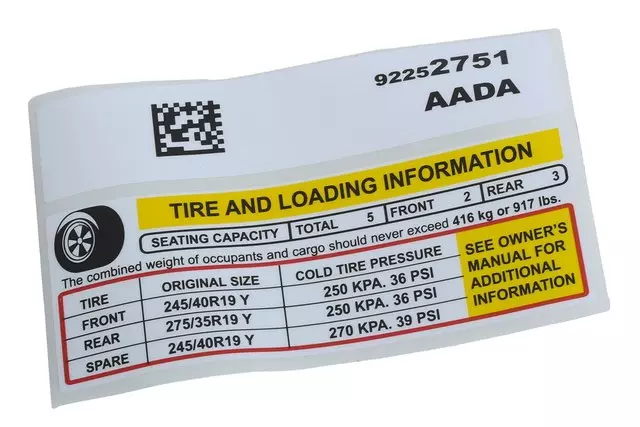 92252751
AADA
TIRE AND LOADING INFORMATION
SEATING CAPACITY TOTAL 5 FRONT 2 REAR 3
The combined weight of occupants and cargo should never exceed 416 kg or 917 lbs.
TIRE ORIGINAL SIZE COLD TIRE PRESSURE
FRONT 245/40R19 Y 250 KPA. 36 PSI
REAR 275/35R19 Y 250 KPA. 36 PSI
SPARE 245/40R19 Y 270 KPA. 39 PSI
SEE OWNER'S
MANUAL FOR
ADDITIONAL
INFORMATION